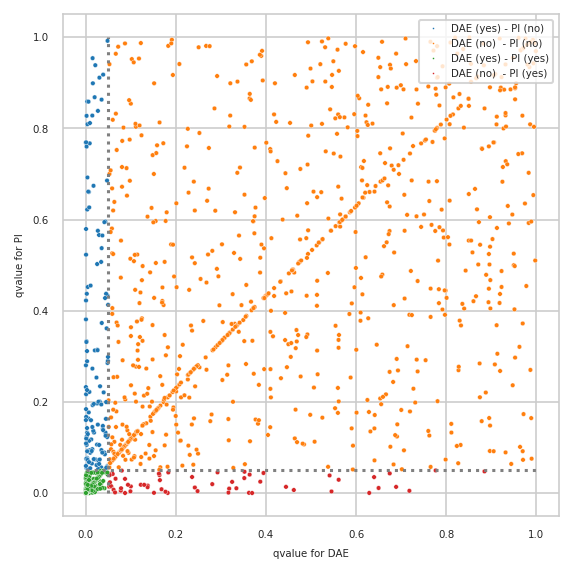 DAE (yes) - PI (no)
DAE (no)  - PI (no)
DAE (yes) - PI (yes)
DAE (no)  - PI (yes)
1.0
0.8
0.6
0.4
0.2
0.0
qvalue for PI
0.0 0.2 0.4 0.6 0.8 1.0
qvalue for DAE